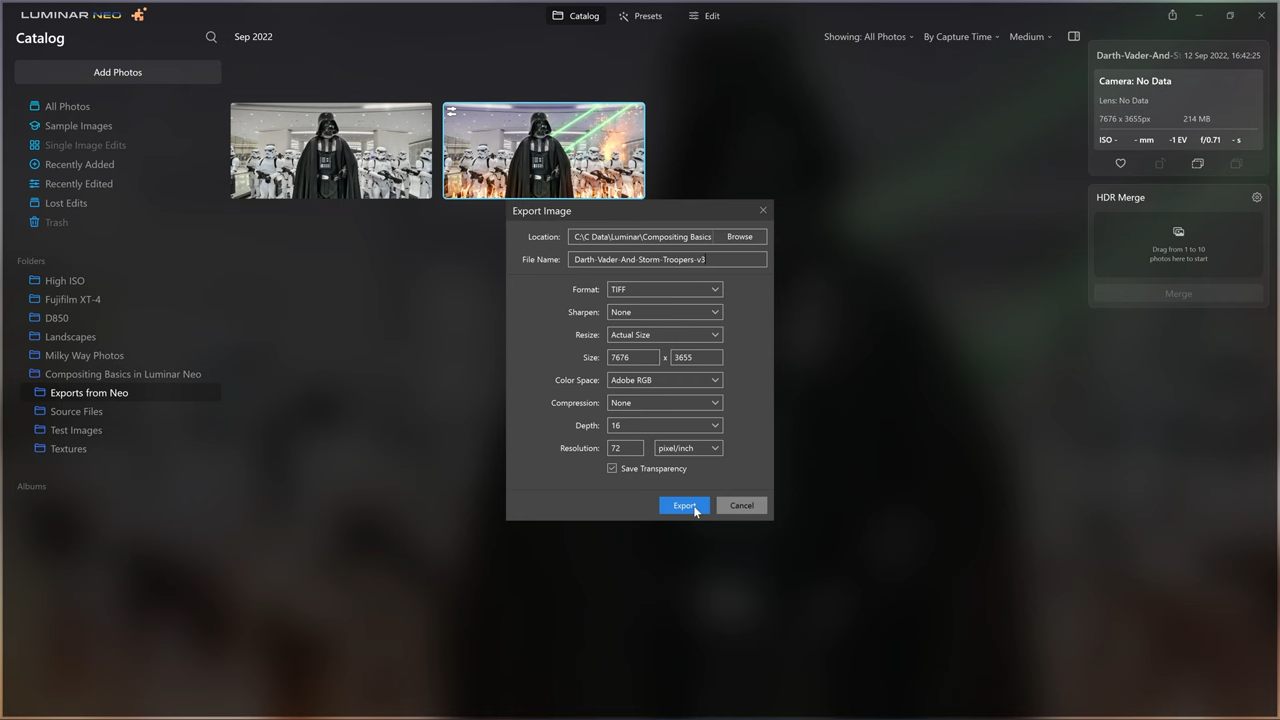 LUMINAR NEO
Catalog
Presets
Edit
Catalog
Sep 2022
Showing: All Photos
By Capture Time
Medium
Add Photos
All Photos
Sample Images
Single Image Edits
Recently Added
Recently Edited
Lost Edits
Trash
Folders
High ISO
Fujifilm XT-4
D850
Landscapes
Milky Way Photos
Compositing Basics in Luminar Neo
Exports from Neo
Source Files
Test Images
Textures
Albums
Export Image
Location: C:\C Data\Luminar\Compositing Basics Browse
File Name: Darth-Vader-And-Storm-Troopers-v3
Format: TIFF
Sharpen: None
Resize: Actual Size
Size: 7676 x 3655
Color Space: Adobe RGB
Compression: None
Depth: 16
Resolution: 72 pixel/inch
Save Transparency
Export Cancel
Darth-Vader-And-S 12 Sep 2022, 16:42:25
Camera: No Data
Lens: No Data
7676 x 3655px 214 MB
ISO - - mm -1 EV f/0.71 - s
HDR Merge
Drag from 1 to 10
photos here to start
Merge